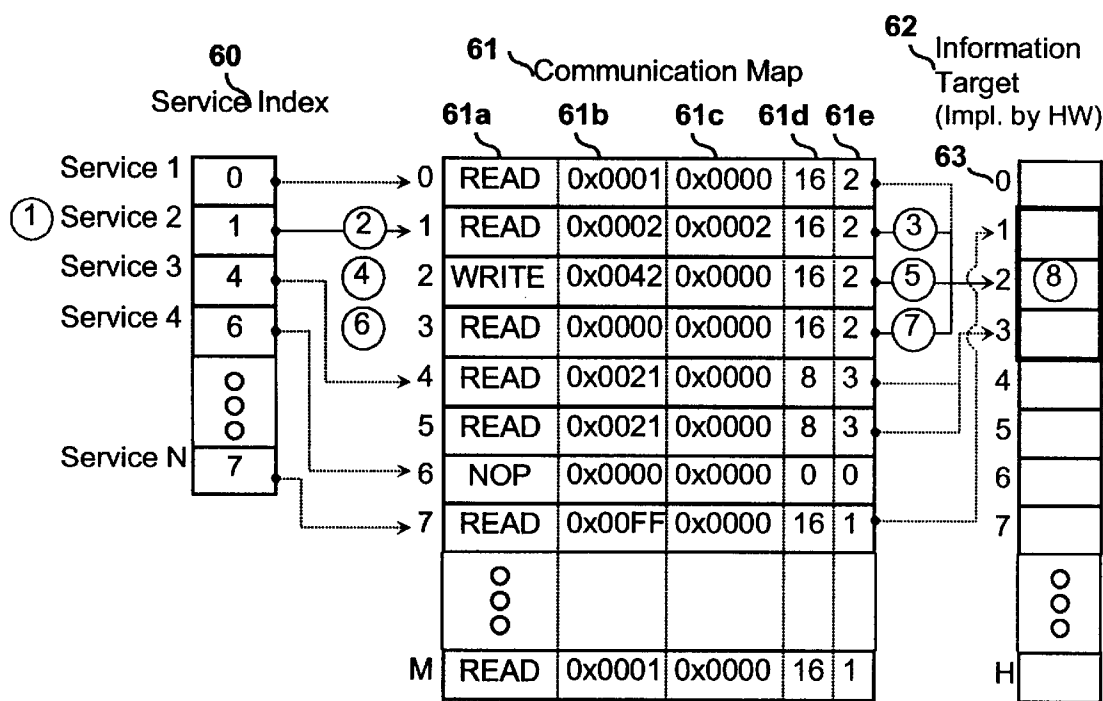 60
Service Index
61
Communication Map
62
Information
Target
(Impl. by HW)
61a 61b 61c 61d 61e
63
Service 1 0 0 READ 0x0001 0x0000 16 2 0
1 Service 2 1 2 1 READ 0x0002 0x0002 16 2 3 1
Service 3 4 4 2 WRITE 0x0042 0x0000 16 2 5 2 8
Service 4 6 6 3 READ 0x0000 0x0000 16 2 7 3
4 READ 0x0021 0x0000 8 3 4
5 READ 0x0021 0x0000 8 3 5
Service N 7 6 NOP 0x0000 0x0000 0 0 6
7 READ 0x00FF 0x0000 16 1 7
M READ 0x0001 0x0000 16 1 H